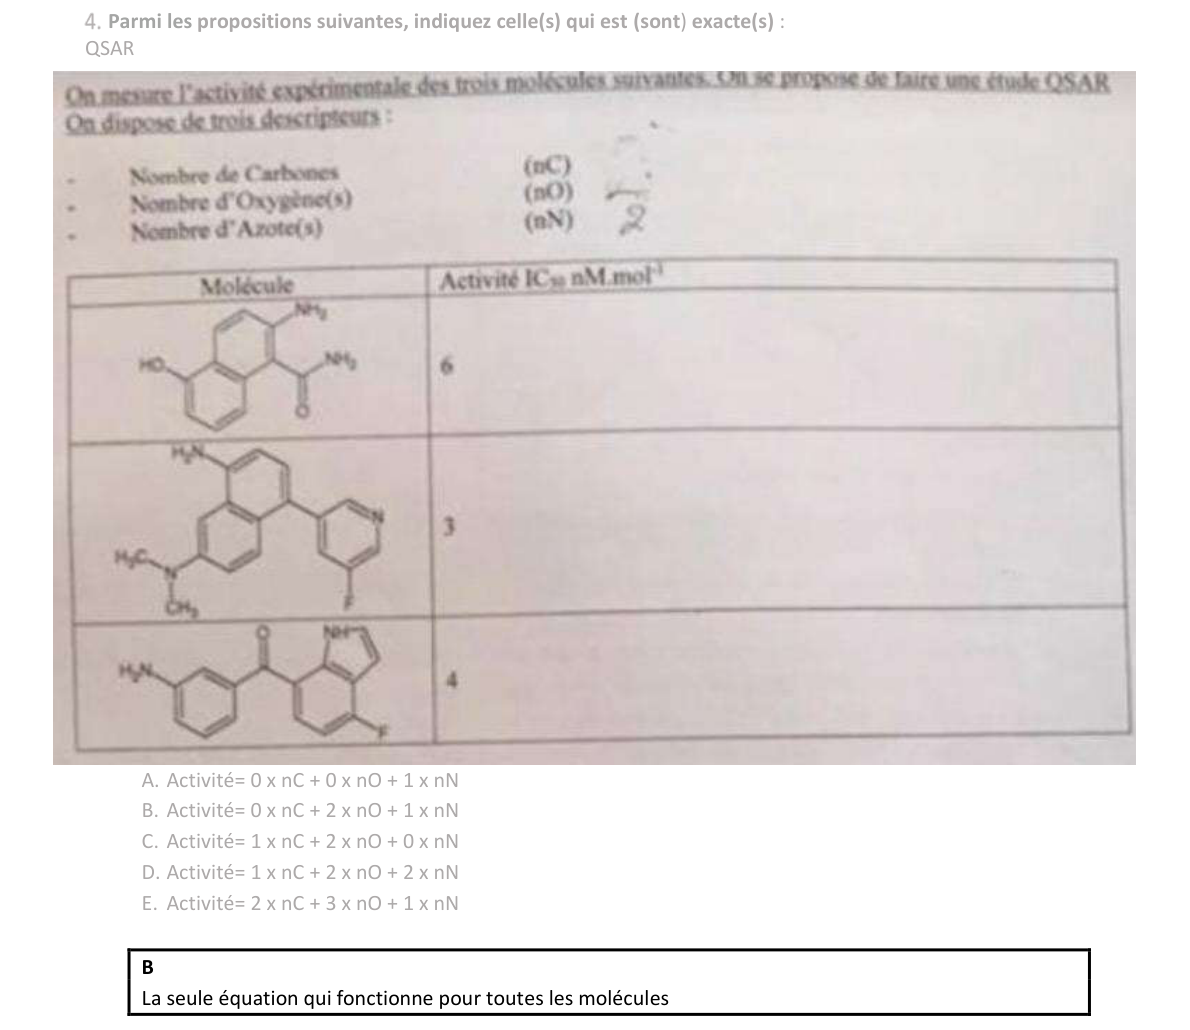 4. Parmi les propositions suivantes, indiquez celle(s) qui est (sont) exacte(s) :
QSAR
On mesure l'activité expérimentale des trois molécules suivantes. On se propose de faire une étude QSAR
On dispose de trois descripteurs :
- Nombre de Carbones (nC)
- Nombre d'Oxygène(s) (nO)
- Nombre d'Azote(s) (nN) 2
Molécule Activité IC50 nM.mol-1
NH2
HO NH2 6
O
H2N
N 3
H3C
N
CH3 F
O NH
H2N 4
F
A. Activité= 0 x nC + 0 x nO + 1 x nN
B. Activité= 0 x nC + 2 x nO + 1 x nN
C. Activité= 1 x nC + 2 x nO + 0 x nN
D. Activité= 1 x nC + 2 x nO + 2 x nN
E. Activité= 2 x nC + 3 x nO + 1 x nN
B
La seule équation qui fonctionne pour toutes les molécules